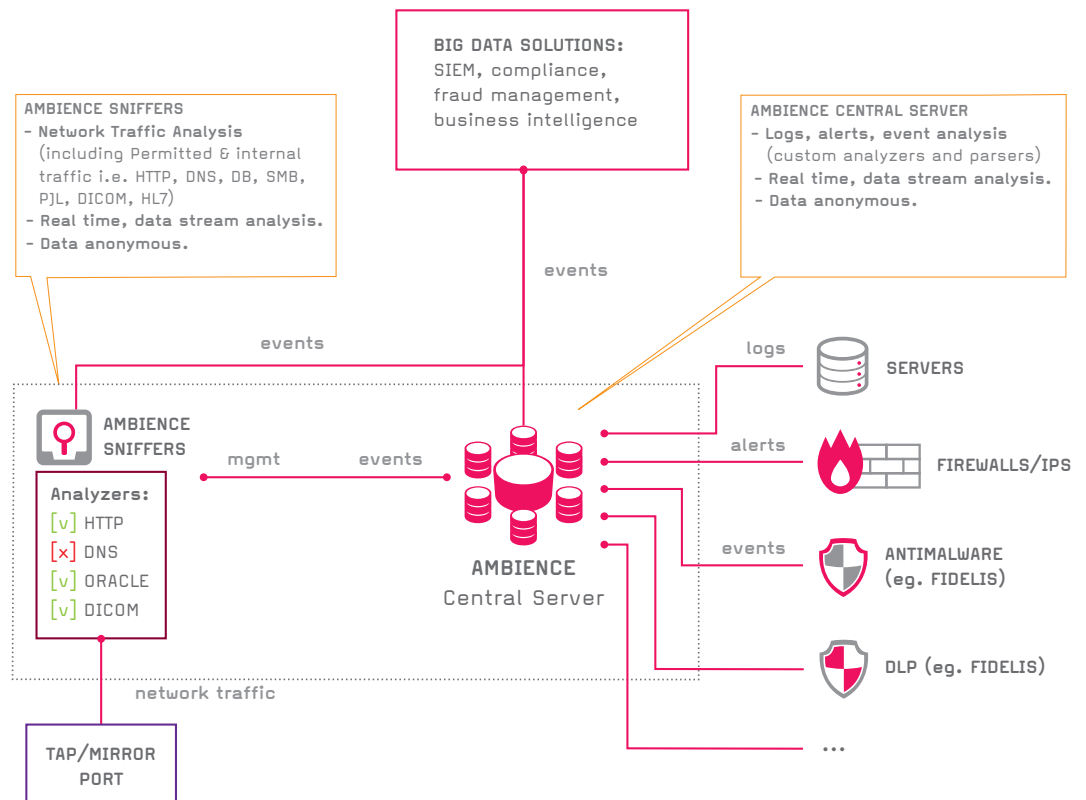 BIG DATA SOLUTIONS:
SIEM, compliance,
fraud management,
business intelligence
AMBIENCE SNIFFERS
- Network Traffic Analysis
(including Permitted & internal
traffic i.e. HTTP, DNS, DB, SMB,
PJL, DICOM, HL7)
- Real time, data stream analysis.
- Data anonymous.
AMBIENCE CENTRAL SERVER
- Logs, alerts, event analysis
(custom analyzers and parsers)
- Real time, data stream analysis.
- Data anonymous.
events
events
logs
SERVERS
AMBIENCE
SNIFFERS
mgmt
events
alerts
FIREWALLS/IPS
Analyzers:
[v] HTTP
[x] DNS
[v] ORACLE
[v] DICOM
AMBIENCE
Central Server
events
ANTIMALWARE
(eg. FIDELIS)
DLP (eg. FIDELIS)
network traffic
TAP/MIRROR
PORT
...